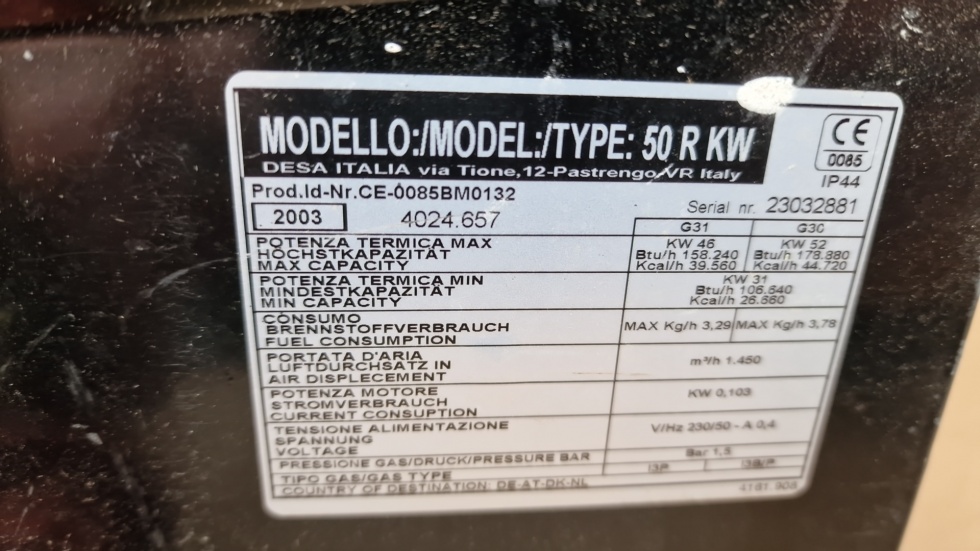 MODELLO:/MODEL:/TYPE: 50 R KW
DESA ITALIA via Tione,12-Pastrengo/VR Italy
CE
0085
IP44
Prod.Id-Nr.CE-0085BM0132
2003 4024.657 Serial nr. 23032881
G31 G30
POTENZA TERMICA MAX KW 46 KW 52
HÖCHSTKAPAZITÄT Btu/h 158.240 Btu/h 178.880
MAX CAPACITY Kcal/h 39.560 Kcal/h 44.720
POTENZA TERMICA MIN KW 31
MINDESTKAPAZITÄT Btu/h 106.640
MIN CAPACITY Kcal/h 26.660
CONSUMO
BRENNSTOFFVERBRAUCH MAX Kg/h 3,29 MAX Kg/h 3,78
FUEL CONSUMPTION
PORTATA D'ARIA
LUFTDURCHSATZ IN m³/h 1.450
AIR DISPLECEMENT
POTENZA MOTORE
STROMVERBRAUCH KW 0,103
CURRENT CONSUPTION
TENSIONE ALIMENTAZIONE
SPANNUNG V/Hz 230/50 - A 0,4
VOLTAGE
PRESSIONE GAS/DRUCK/PRESSURE BAR Bar 1,5
TIPO GAS/GAS TYPE I3P I3B/P
COUNTRY OF DESTINATION: DE-AT-DK-NL